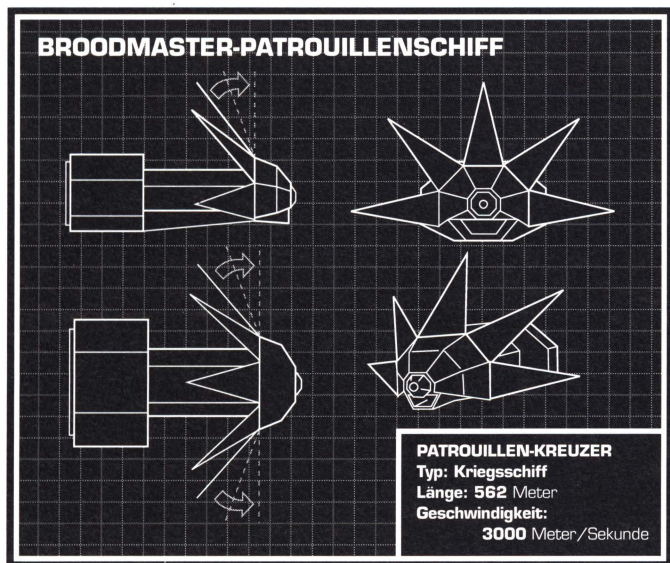 BROODMASTER-PATROUILLENSCHIFF
PATROUILLEN-KREUZER
Typ: Kriegsschiff
Länge: 562 Meter
Geschwindigkeit:
3000 Meter/Sekunde